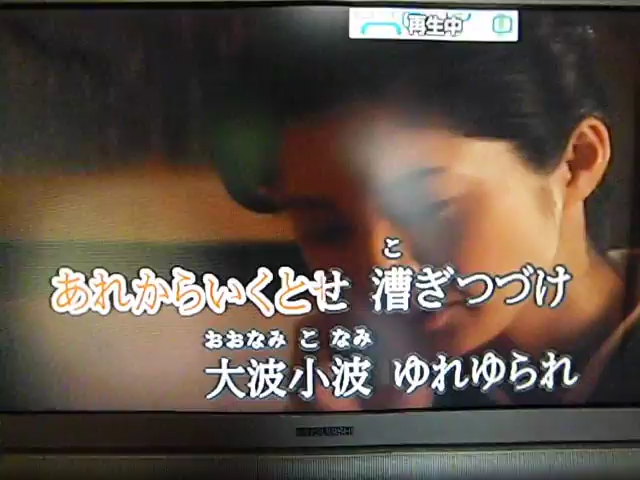 再生中
こ
あれからいくとせ 漕ぎつづけ
おおなみ こ なみ
大波小波 ゆれゆられ